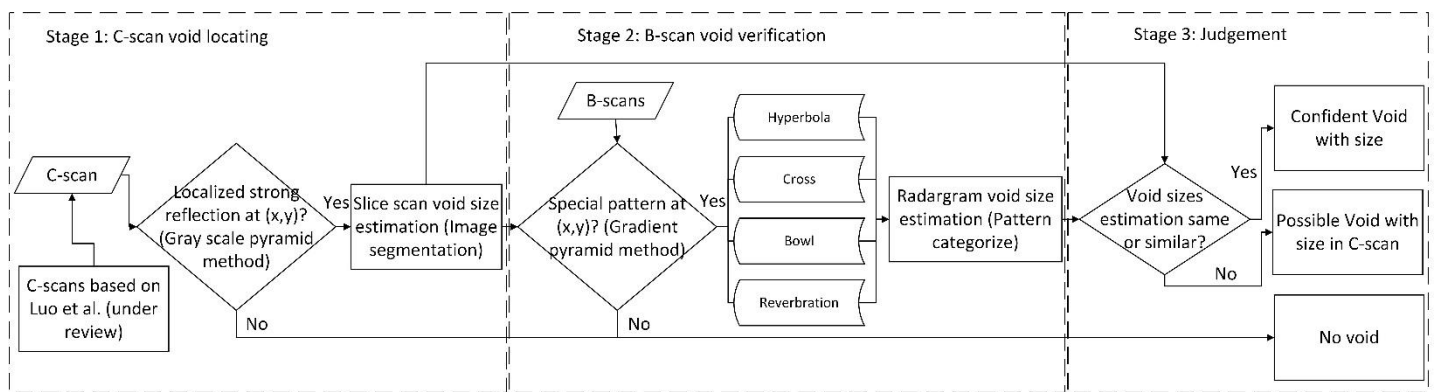 Stage 1: C-scan void locating
C-scan
C-scans based on
Luo et al. (under
review)
Localized strong
reflection at (x,y)?
(Gray scale pyramid
method)
Yes
No
Slice scan void size
estimation (Image
segmentation)
Stage 2: B-scan void verification
B-scans
Special pattern at
(x,y)? (Gradient
pyramid method)
Yes
No
Hyperbola
Cross
Bowl
Reverbration
Radargram void size
estimation (Pattern
categorize)
Stage 3: Judgement
Void sizes
estimation same
or similar?
Yes
No
Confident Void
with size
Possible Void with
size in C-scan
No void